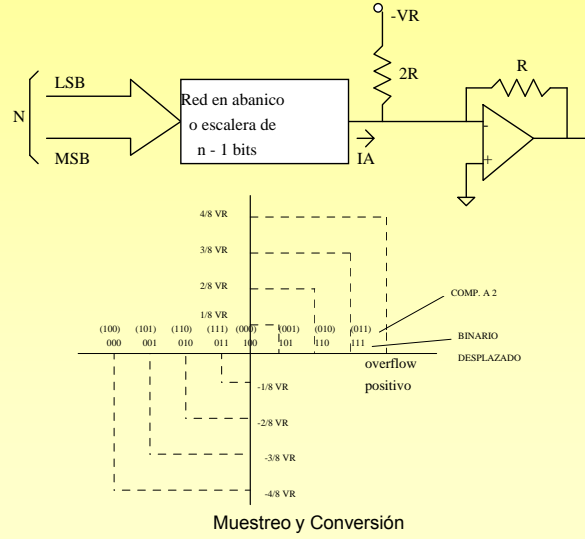 -VR
2R
R
N
LSB
MSB
Red en abanico
o escalera de
n - 1 bits
IA
-
+
4/8 VR
3/8 VR
2/8 VR
1/8 VR
COMP. A 2
(100) (101) (110) (111) (000) (001) (010) (011)
000 001 010 011 100 101 110 111
BINARIO
DESPLAZADO
overflow
positivo
-1/8 VR
-2/8 VR
-3/8 VR
-4/8 VR
Muestreo y Conversión